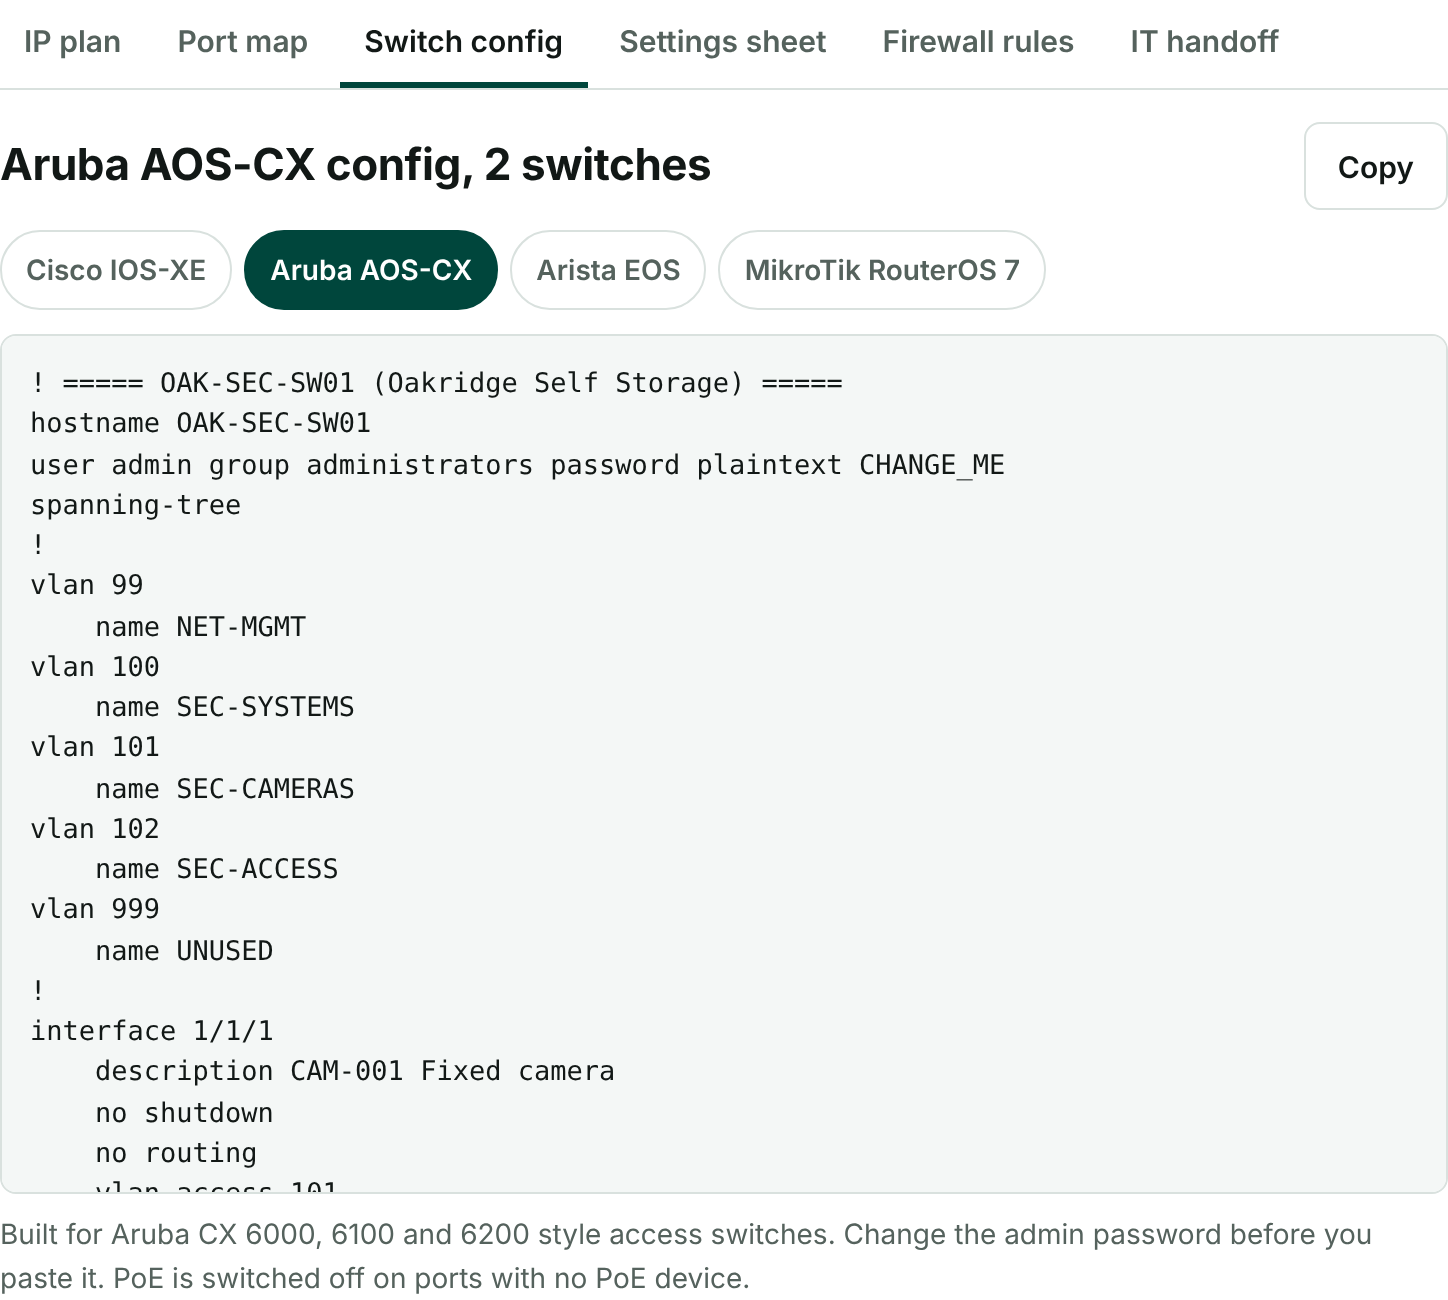 IP plan Port map Switch config Settings sheet Firewall rules IT handoff
Aruba AOS-CX config, 2 switches
Copy
Cisco IOS-XE Aruba AOS-CX Arista EOS MikroTik RouterOS 7
! ===== OAK-SEC-SW01 (Oakridge Self Storage) =====
hostname OAK-SEC-SW01
user admin group administrators password plaintext CHANGE_ME
spanning-tree
!
vlan 99
    name NET-MGMT
vlan 100
    name SEC-SYSTEMS
vlan 101
    name SEC-CAMERAS
vlan 102
    name SEC-ACCESS
vlan 999
    name UNUSED
!
interface 1/1/1
    description CAM-001 Fixed camera
    no shutdown
    no routing
    vlan access 101
Built for Aruba CX 6000, 6100 and 6200 style access switches. Change the admin password before you
paste it. PoE is switched off on ports with no PoE device.